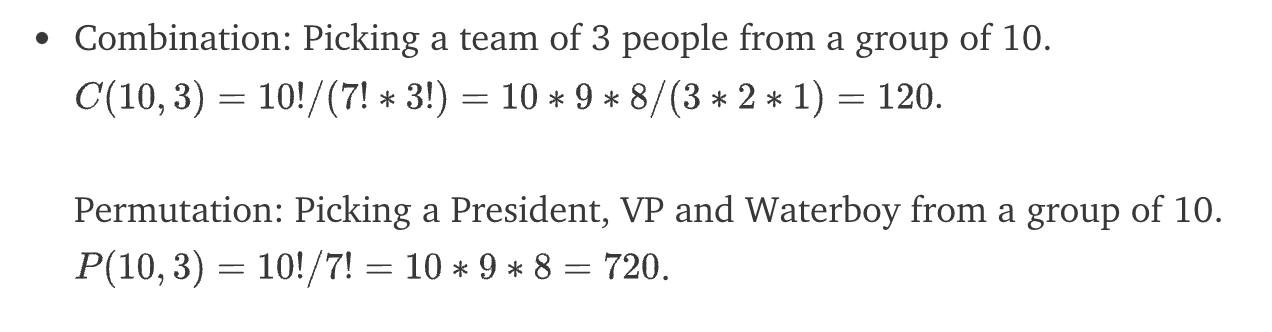 • Combination: Picking a team of 3 people from a group of 10.
C(10, 3) = 10!/(7! * 3!) = 10 * 9 * 8/(3 * 2 * 1) = 120.
Permutation: Picking a President, VP and Waterboy from a group of 10.
P(10, 3) = 10!/7! = 10 * 9 * 8 = 720.